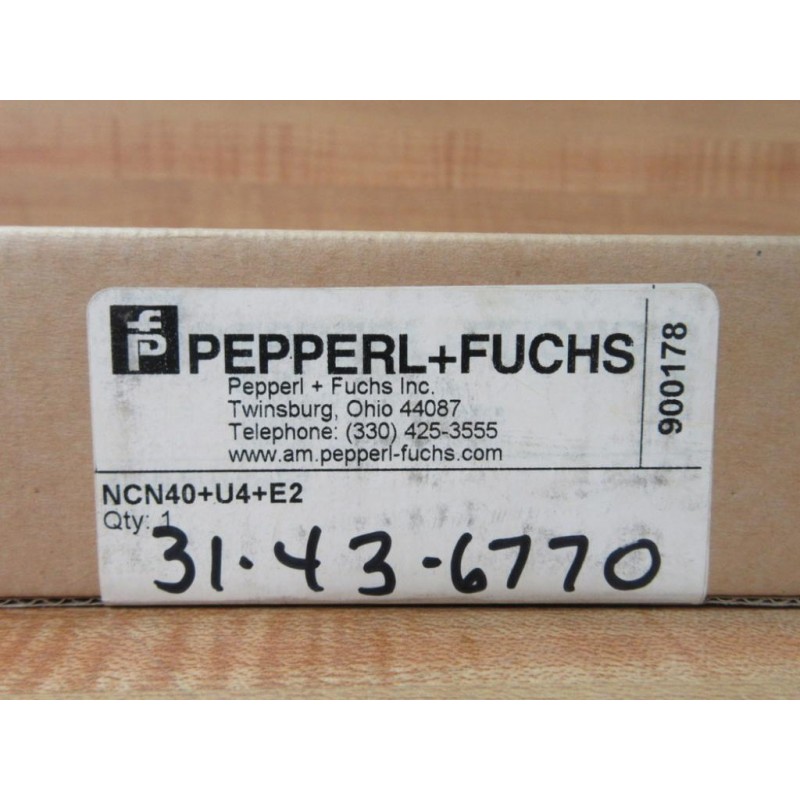 fp PEPPERL+FUCHS
Pepperl + Fuchs Inc.
Twinsburg, Ohio 44087
Telephone: (330) 425-3555
www.am.pepperl-fuchs.com
900178
NCN40+U4+E2
Qty: 1
31-43-6770